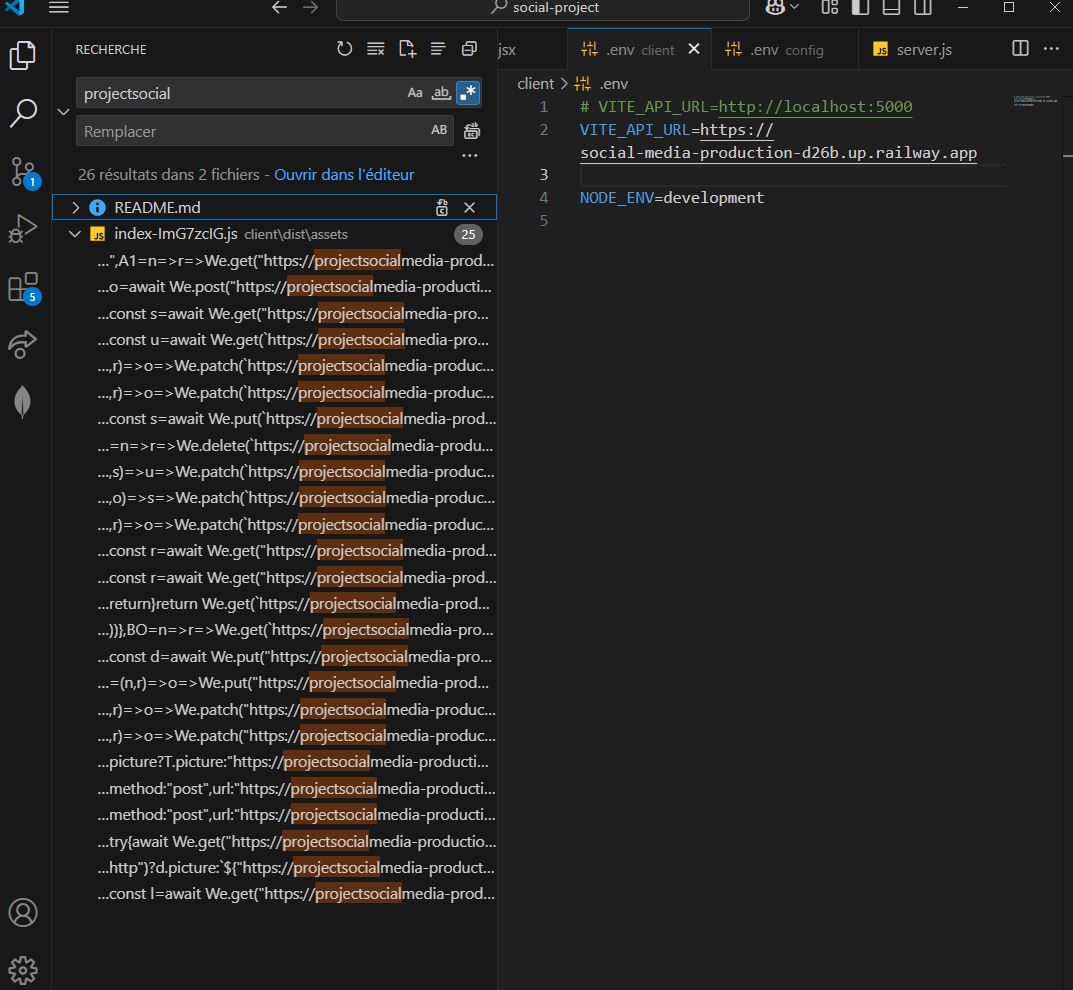 social-project
RECHERCHE
projectsocial
Aa
ab
Remplacer
AB
26 résultats dans 2 fichiers - Ouvrir dans l'éditeur
README.md
index-ImG7zcIG.js client\dist\assets 25
...",A1=n=>r=>We.get("https://projectsocialmedia-prod...
...o=await We.post("https://projectsocialmedia-producti...
...const s=await We.get("https://projectsocialmedia-pro...
...const u=await We.get(`https://projectsocialmedia-pro...
...,r)=>o=>We.patch(`https://projectsocialmedia-produc...
...,r)=>o=>We.patch(`https://projectsocialmedia-produc...
...const s=await We.put(`https://projectsocialmedia-prod...
...=n=>r=>We.delete(`https://projectsocialmedia-produ...
...,s)=>u=>We.patch(`https://projectsocialmedia-produc...
...,o)=>s=>We.patch(`https://projectsocialmedia-produc...
...,r)=>o=>We.patch(`https://projectsocialmedia-produc...
...const r=await We.get("https://projectsocialmedia-prod...
...const r=await We.get("https://projectsocialmedia-prod...
...return}return We.get(`https://projectsocialmedia-prod...
...))},BO=n=>r=>We.get(`https://projectsocialmedia-pro...
...const d=await We.put("https://projectsocialmedia-pro...
...=(n,r)=>o=>We.put("https://projectsocialmedia-prod...
...,r)=>o=>We.patch("https://projectsocialmedia-produc...
...,r)=>o=>We.patch("https://projectsocialmedia-produc...
...picture?T.picture:"https://projectsocialmedia-producti...
...method:"post",url:"https://projectsocialmedia-producti...
...method:"post",url:"https://projectsocialmedia-producti...
...try{await We.get("https://projectsocialmedia-productio...
...http")?d.picture:`${"https://projectsocialmedia-product...
...const l=await We.get("https://projectsocialmedia-prod...
1
5
jsx
.env client
.env config
JS server.js
client > .env
1 # VITE_API_URL=http://localhost:5000
2 VITE_API_URL=https://
social-media-production-d26b.up.railway.app
3
4 NODE_ENV=development
5